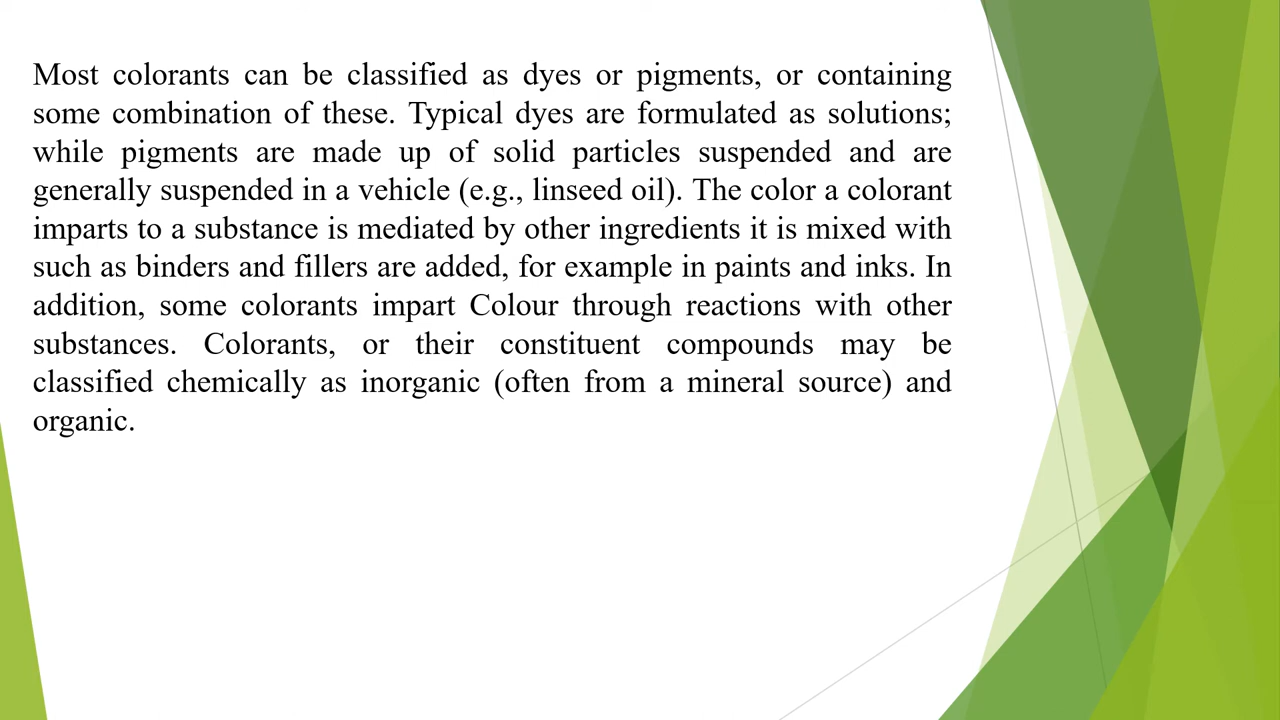 Most colorants can be classified as dyes or pigments, or containing
some combination of these. Typical dyes are formulated as solutions;
while pigments are made up of solid particles suspended and are
generally suspended in a vehicle (e.g., linseed oil). The color a colorant
imparts to a substance is mediated by other ingredients it is mixed with
such as binders and fillers are added, for example in paints and inks. In
addition, some colorants impart Colour through reactions with other
substances. Colorants, or their constituent compounds may be
classified chemically as inorganic (often from a mineral source) and
organic.